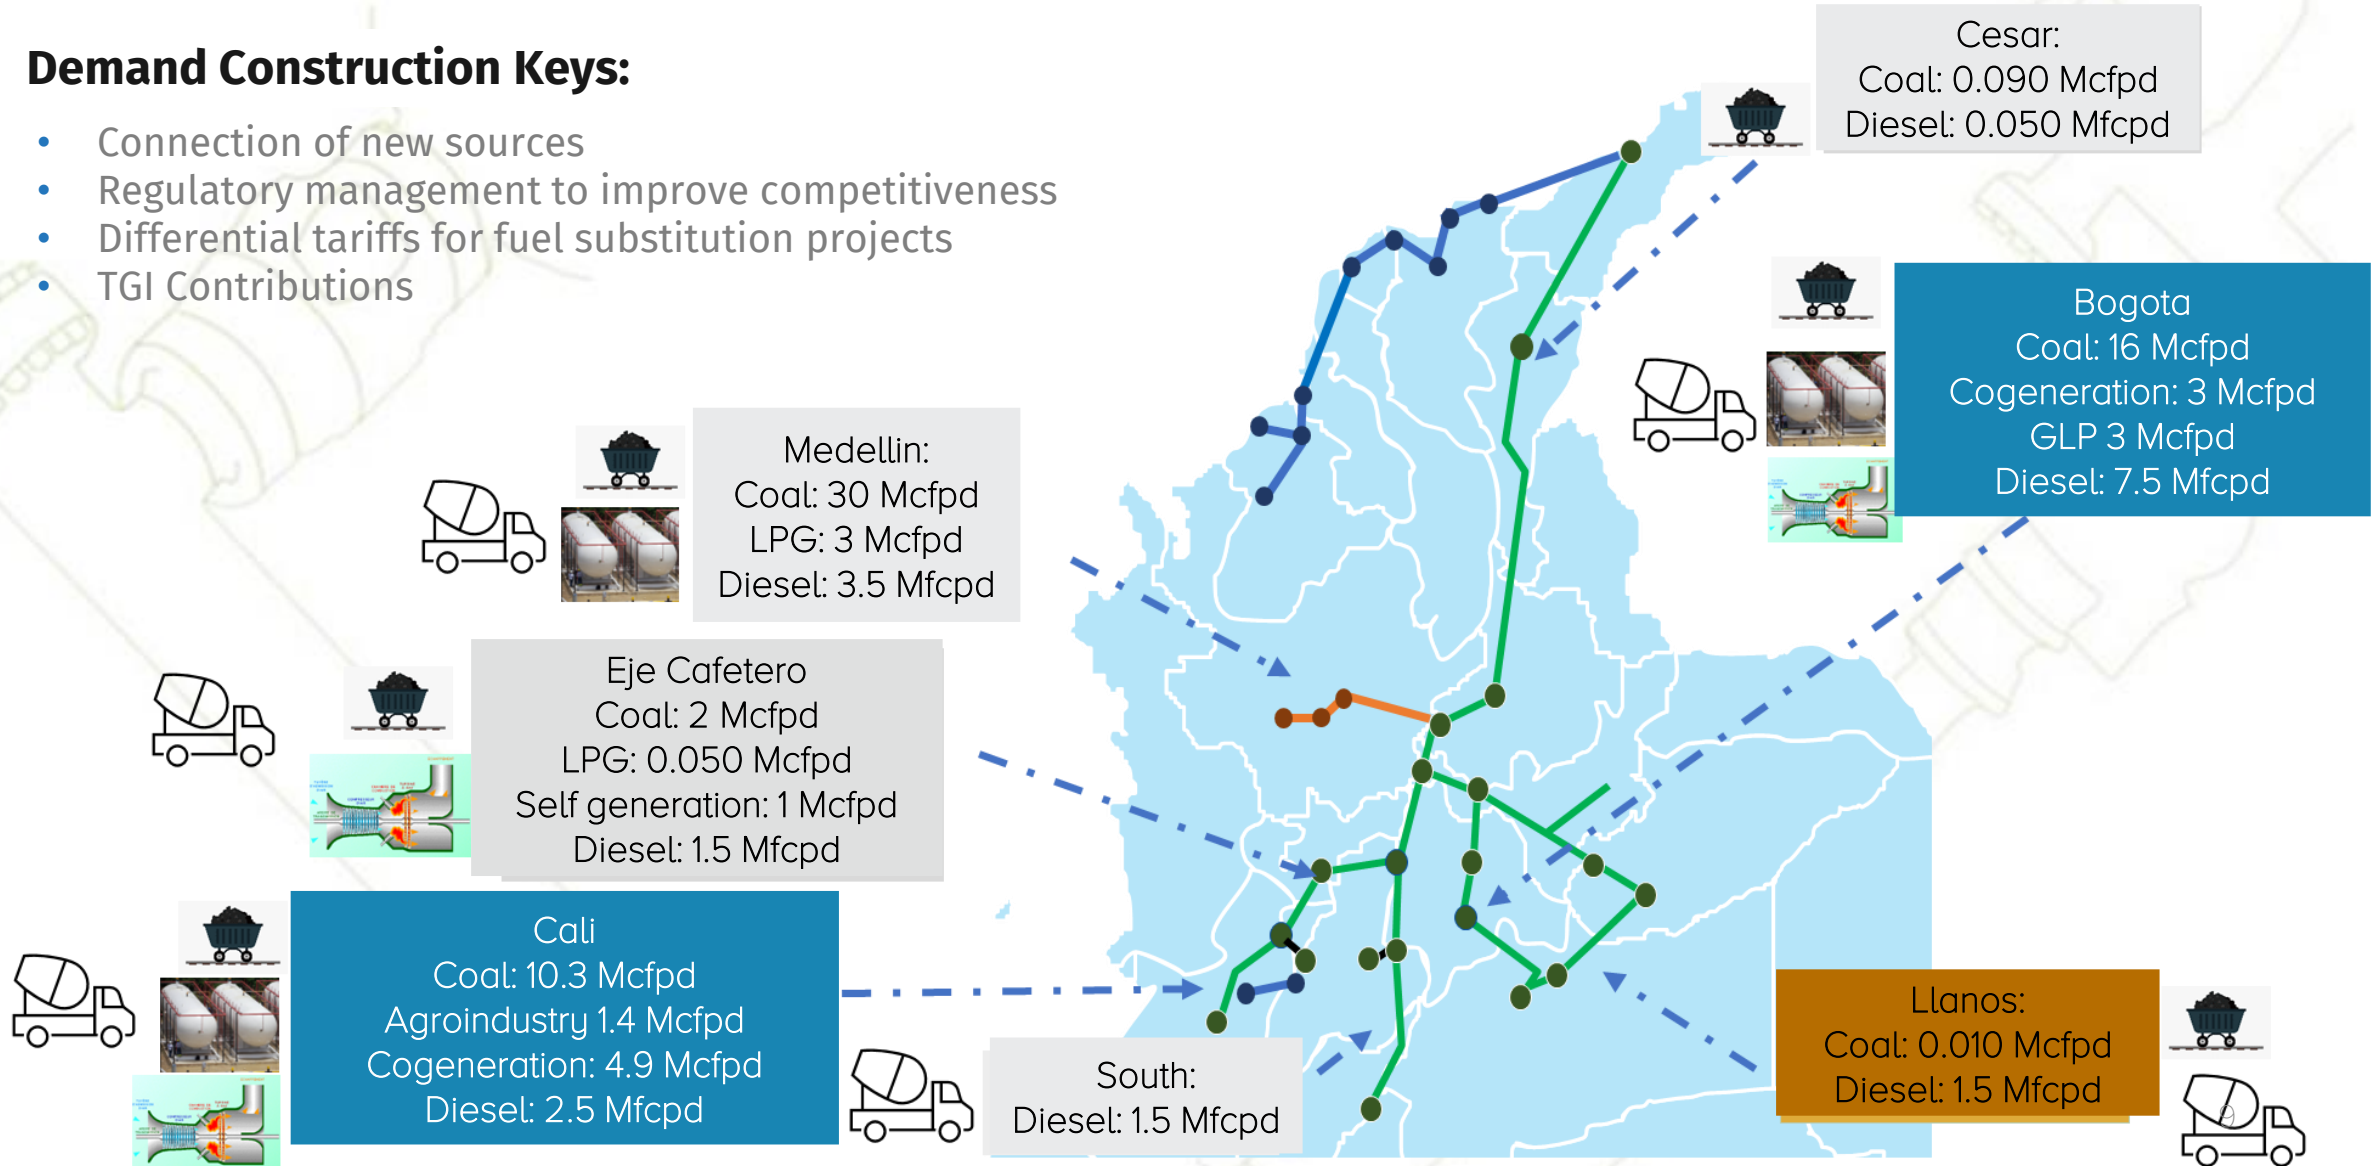 Demand Construction Keys:
• Connection of new sources
• Regulatory management to improve competitiveness
• Differential tariffs for fuel substitution projects
• TGI Contributions
Cesar:
Coal: 0.090 Mcfpd
Diesel: 0.050 Mfcpd
Bogota
Coal: 16 Mcfpd
Cogeneration: 3 Mcfpd
GLP 3 Mcfpd
Diesel: 7.5 Mfcpd
Medellin:
Coal: 30 Mcfpd
LPG: 3 Mcfpd
Diesel: 3.5 Mfcpd
Eje Cafetero
Coal: 2 Mcfpd
LPG: 0.050 Mcfpd
Self generation: 1 Mcfpd
Diesel: 1.5 Mfcpd
Cali
Coal: 10.3 Mcfpd
Agroindustry 1.4 Mcfpd
Cogeneration: 4.9 Mcfpd
Diesel: 2.5 Mfcpd
South:
Diesel: 1.5 Mfcpd
Llanos:
Coal: 0.010 Mcfpd
Diesel: 1.5 Mfcpd
9